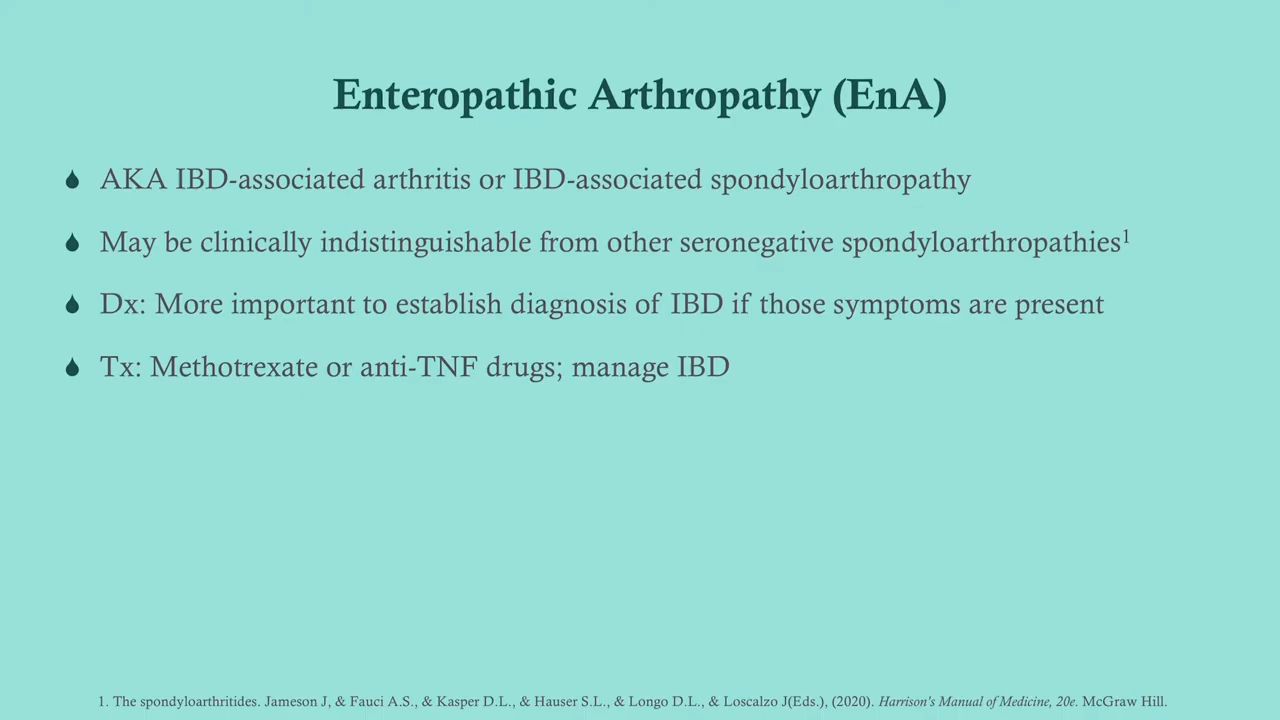 Enteropathic Arthropathy (EnA)
AKA IBD-associated arthritis or IBD-associated spondyloarthropathy
May be clinically indistinguishable from other seronegative spondyloarthropathies¹
Dx: More important to establish diagnosis of IBD if those symptoms are present
Tx: Methotrexate or anti-TNF drugs; manage IBD
1. The spondyloarthritides. Jameson J, & Fauci A.S., & Kasper D.L., & Hauser S.L., & Longo D.L., & Loscalzo J(Eds.), (2020). Harrison's Manual of Medicine, 20e. McGraw Hill.